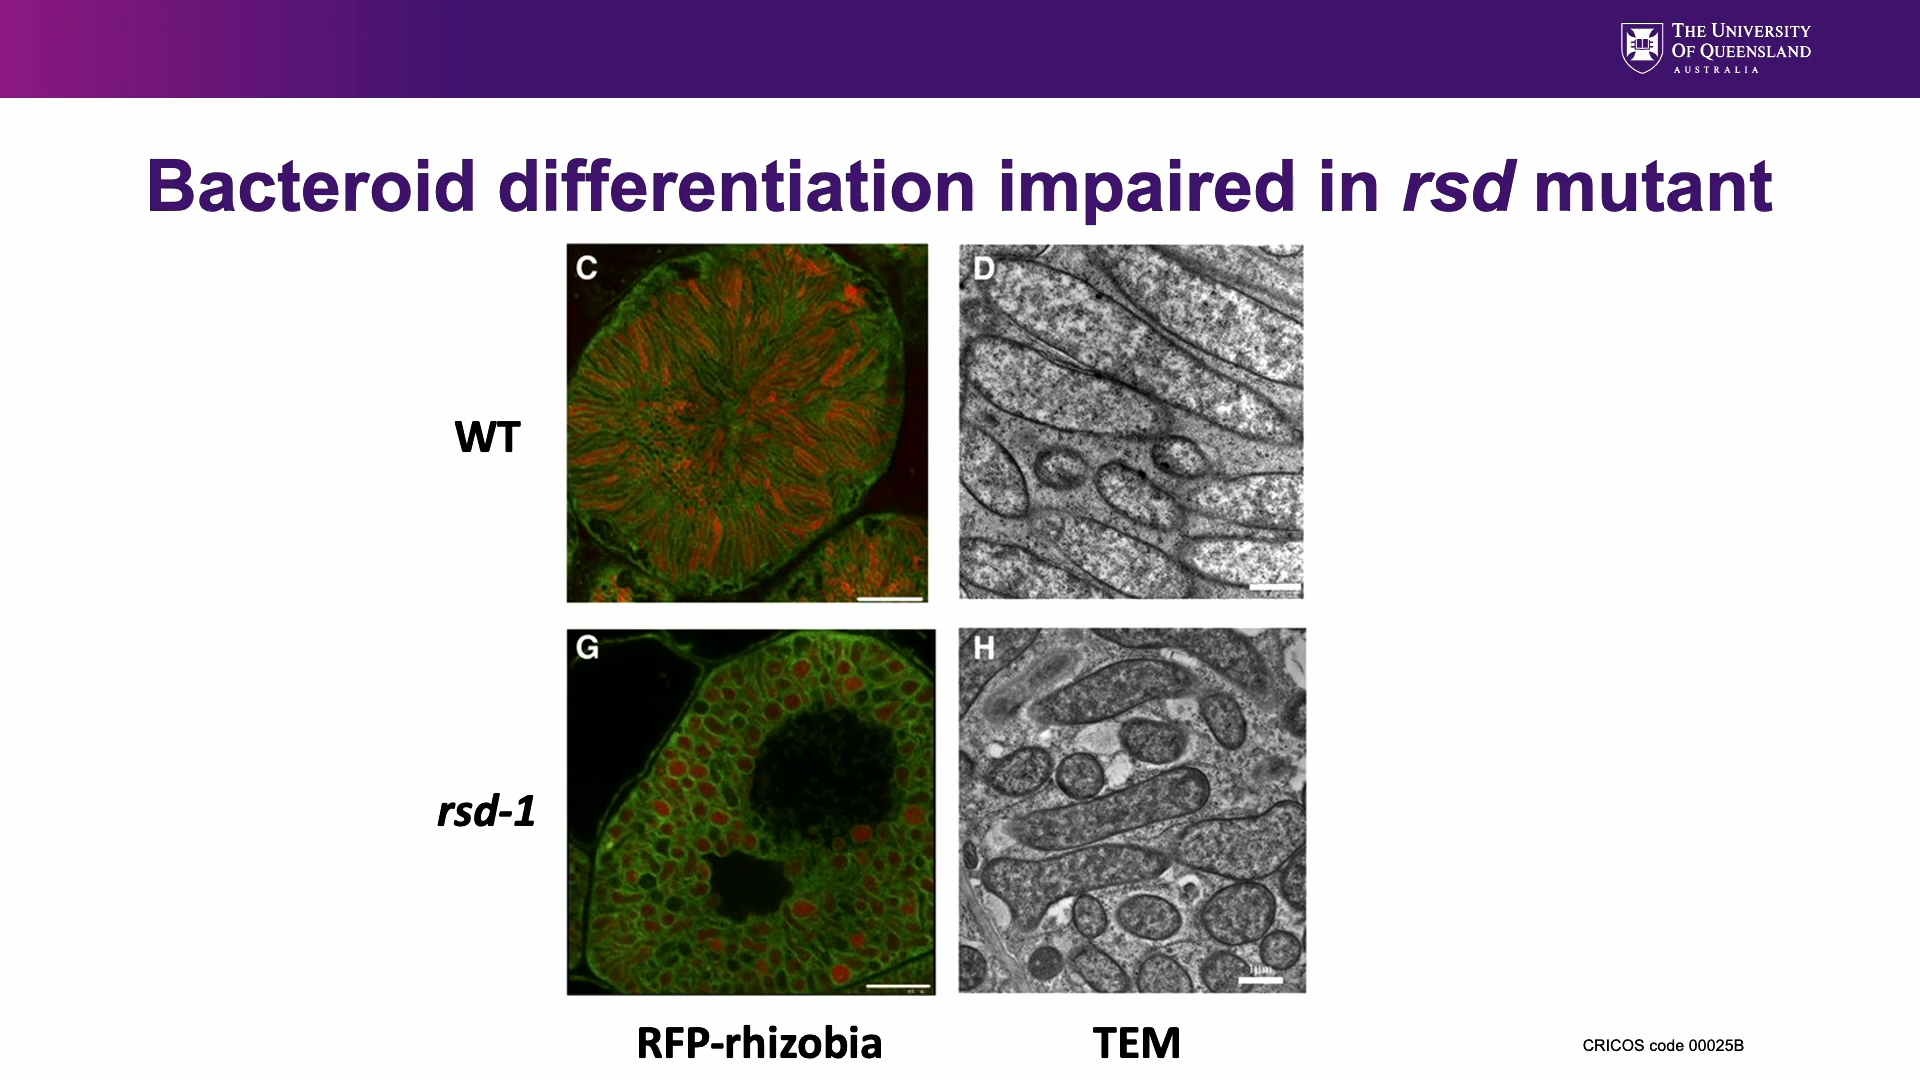 THE UNIVERSITY
OF QUEENSLAND
AUSTRALIA
Bacteroid differentiation impaired in rsd mutant
C
D
WT
G
H
rsd-1
1μm
RFP-rhizobia
TEM
CRICOS code 00025B